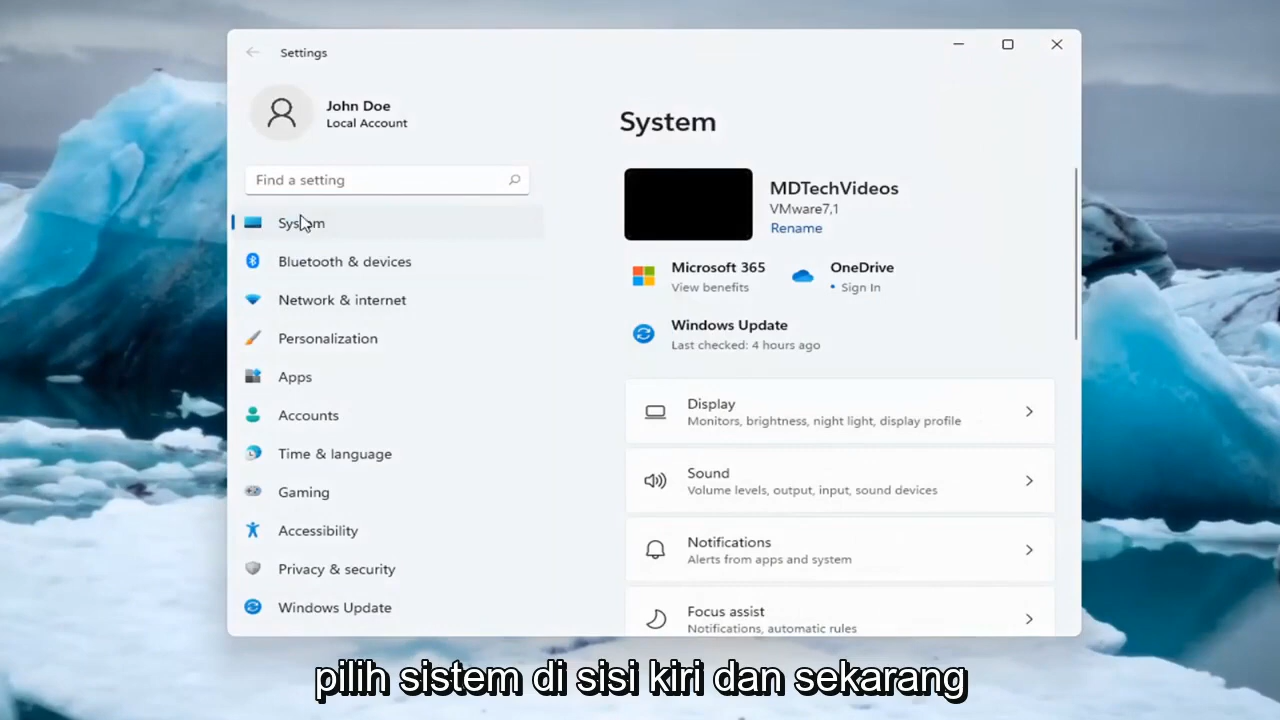 Settings
John Doe
Local Account
Find a setting
System
Bluetooth & devices
Network & internet
Personalization
Apps
Accounts
Time & language
Gaming
Accessibility
Privacy & security
Windows Update
System
MDTechVideos
VMware7,1
Rename
Microsoft 365
View benefits
OneDrive
• Sign In
Windows Update
Last checked: 4 hours ago
Display
Monitors, brightness, night light, display profile
Sound
Volume levels, output, input, sound devices
Notifications
Alerts from apps and system
Focus assist
Notifications, automatic rules
pilih sistem di sisi kiri dan sekarang